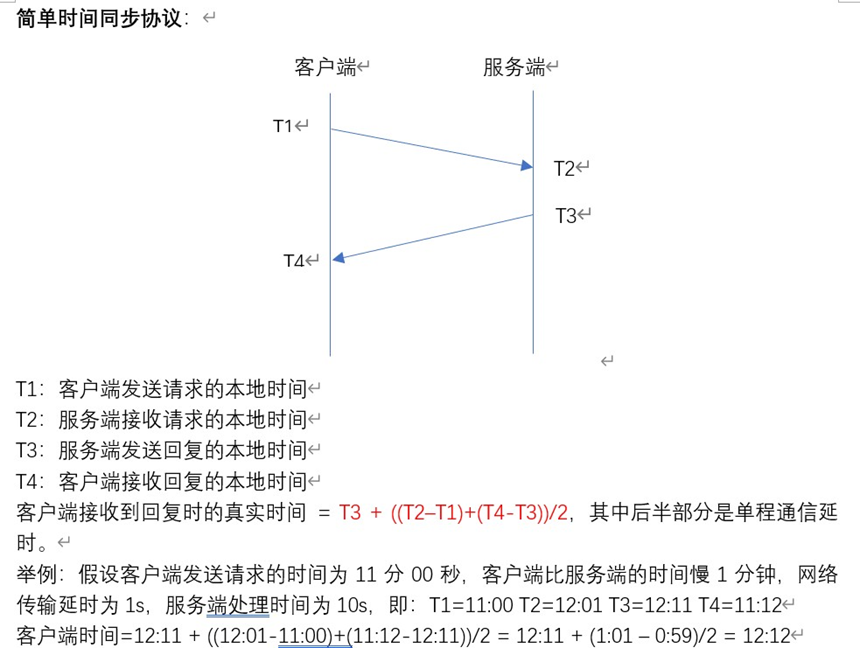 简单时间同步协议：
客户端 服务端
T1
T2
T3
T4
T1：客户端发送请求的本地时间
T2：服务端接收请求的本地时间
T3：服务端发送回复的本地时间
T4：客户端接收回复的本地时间
客户端接收到回复时的真实时间 = T3 + ((T2–T1)+(T4-T3))/2，其中后半部分是单程通信延
时。
举例：假设客户端发送请求的时间为 11 分 00 秒，客户端比服务端的时间慢 1 分钟，网络
传输延时为 1s，服务端处理时间为 10s，即：T1=11:00 T2=12:01 T3=12:11 T4=11:12
客户端时间=12:11 + ((12:01-11:00)+(11:12-12:11))/2 = 12:11 + (1:01 – 0:59)/2 = 12:12